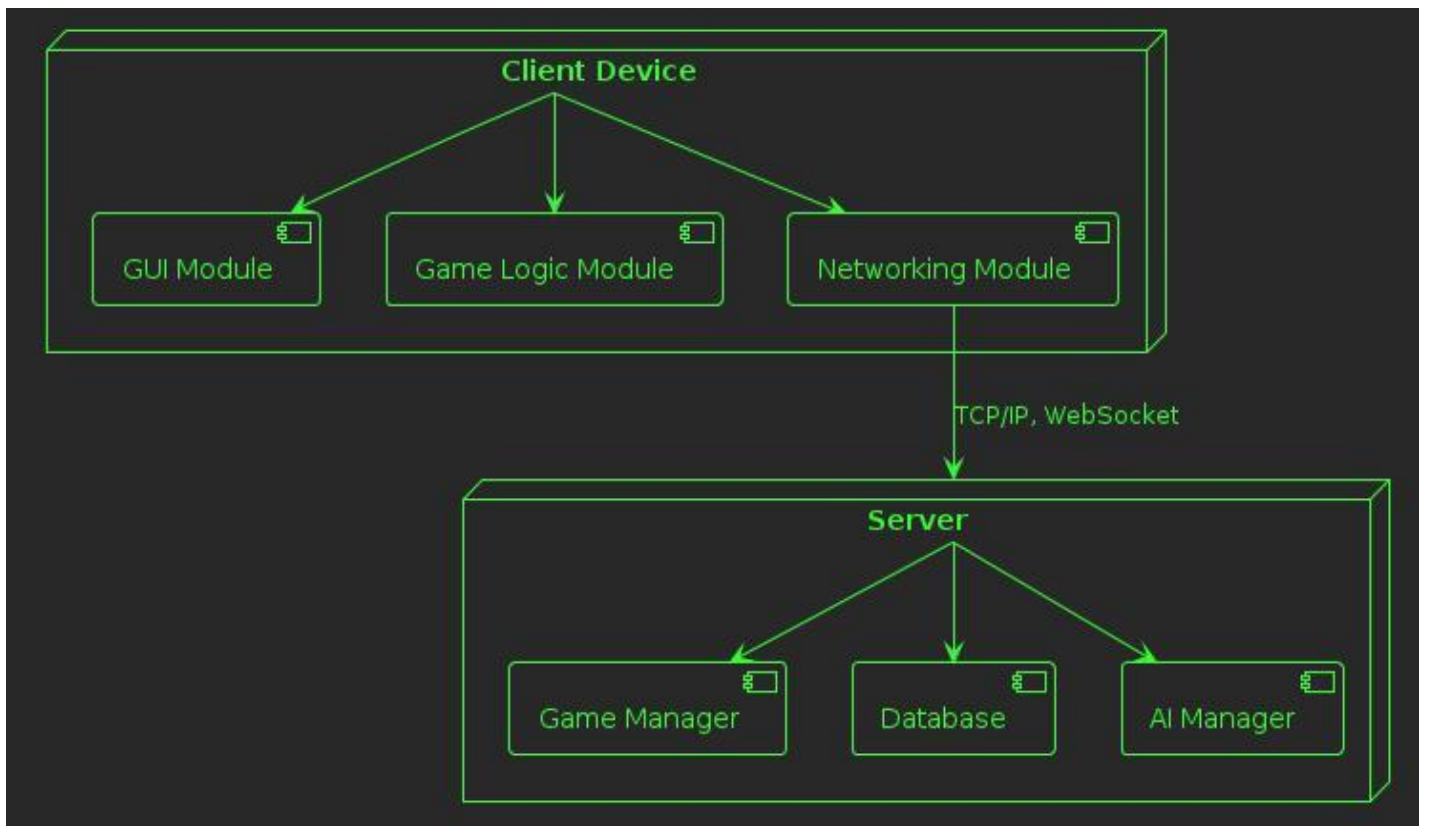 Client Device
GUI Module
Game Logic Module
Networking Module
TCP/IP, WebSocket
Server
Game Manager
Database
AI Manager